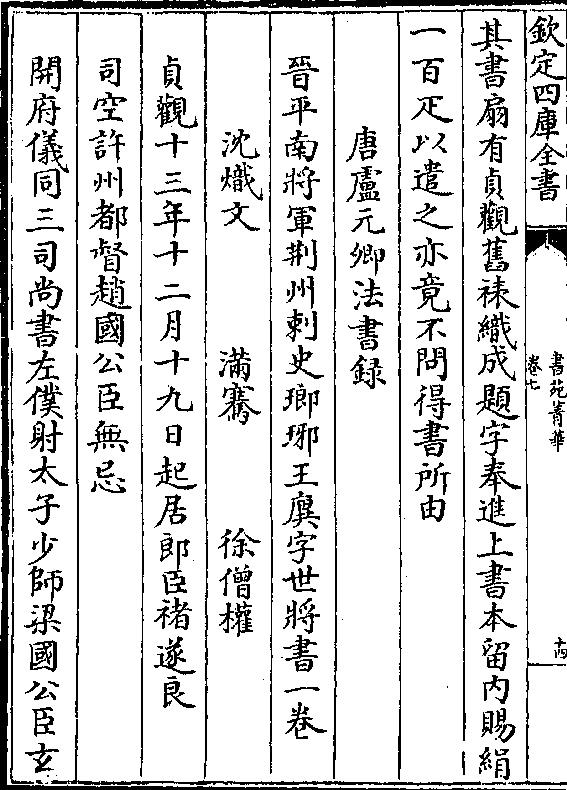 欽定四庫全書
書苑菁華
卷七
十四
其書扇有貞觀舊裱織成題字奉進上書本留内賜絹
一百疋以遣之亦竟不問得書所由
唐盧元卿法書録
晉平南將軍荆州刺史瑯琊王廙字世將書一卷
沈熾文 滿騫 徐僧權
貞觀十三年十二月十九日起居郎臣褚遂良
司空許州都督趙國公臣無忌
開府儀同三司尚書左僕射太子少師梁國公臣玄